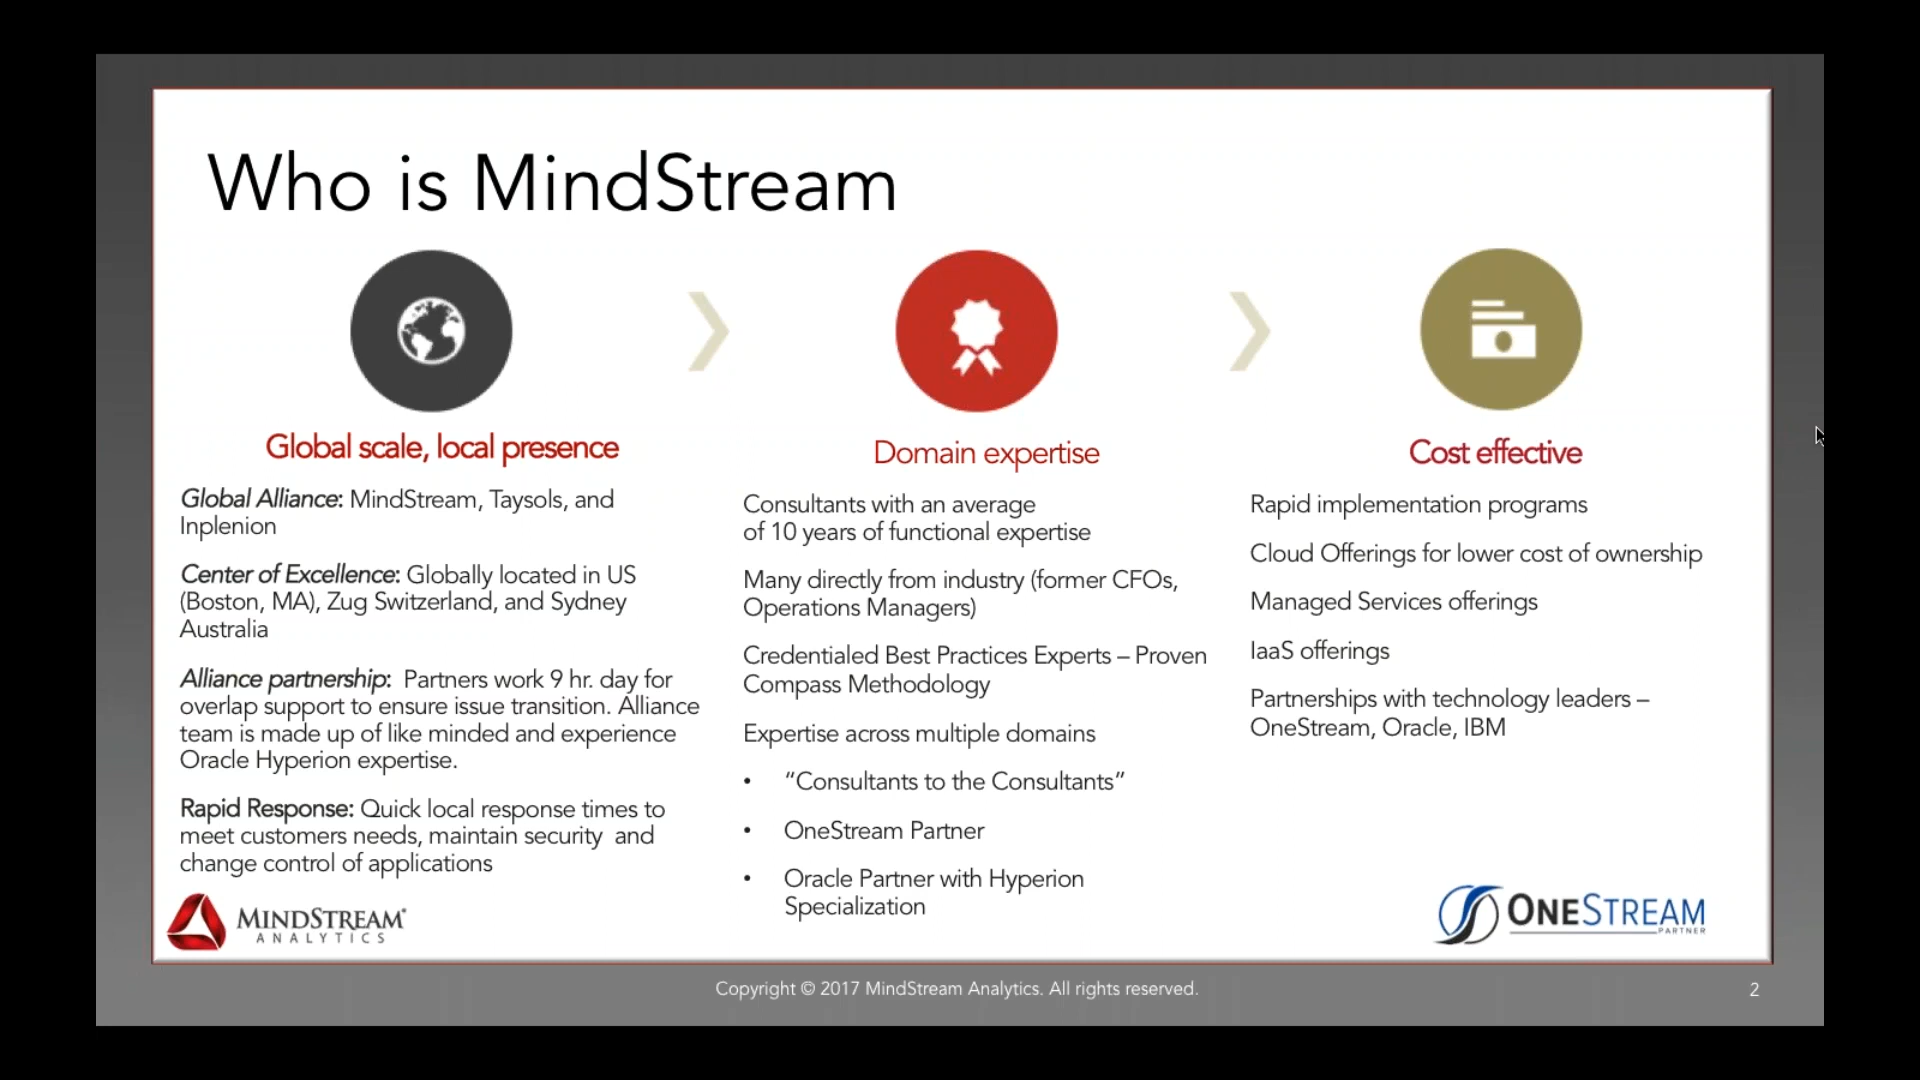 Who is MindStream
Global scale, local presence
Global Alliance: MindStream, Taysols, and
Inplenion
Center of Excellence: Globally located in US
(Boston, MA), Zug Switzerland, and Sydney
Australia
Alliance partnership:  Partners work 9 hr. day for
overlap support to ensure issue transition. Alliance
team is made up of like minded and experience
Oracle Hyperion expertise.
Rapid Response: Quick local response times to
meet customers needs, maintain security  and
change control of applications
Domain expertise
Consultants with an average
of 10 years of functional expertise
Many directly from industry (former CFOs,
Operations Managers)
Credentialed Best Practices Experts – Proven
Compass Methodology
Expertise across multiple domains
• “Consultants to the Consultants”
• OneStream Partner
• Oracle Partner with Hyperion
Specialization
Cost effective
Rapid implementation programs
Cloud Offerings for lower cost of ownership
Managed Services offerings
IaaS offerings
Partnerships with technology leaders –
OneStream, Oracle, IBM
MINDSTREAM®
ANALYTICS
ONESTREAM
PARTNER
Copyright © 2017 MindStream Analytics. All rights reserved.
2